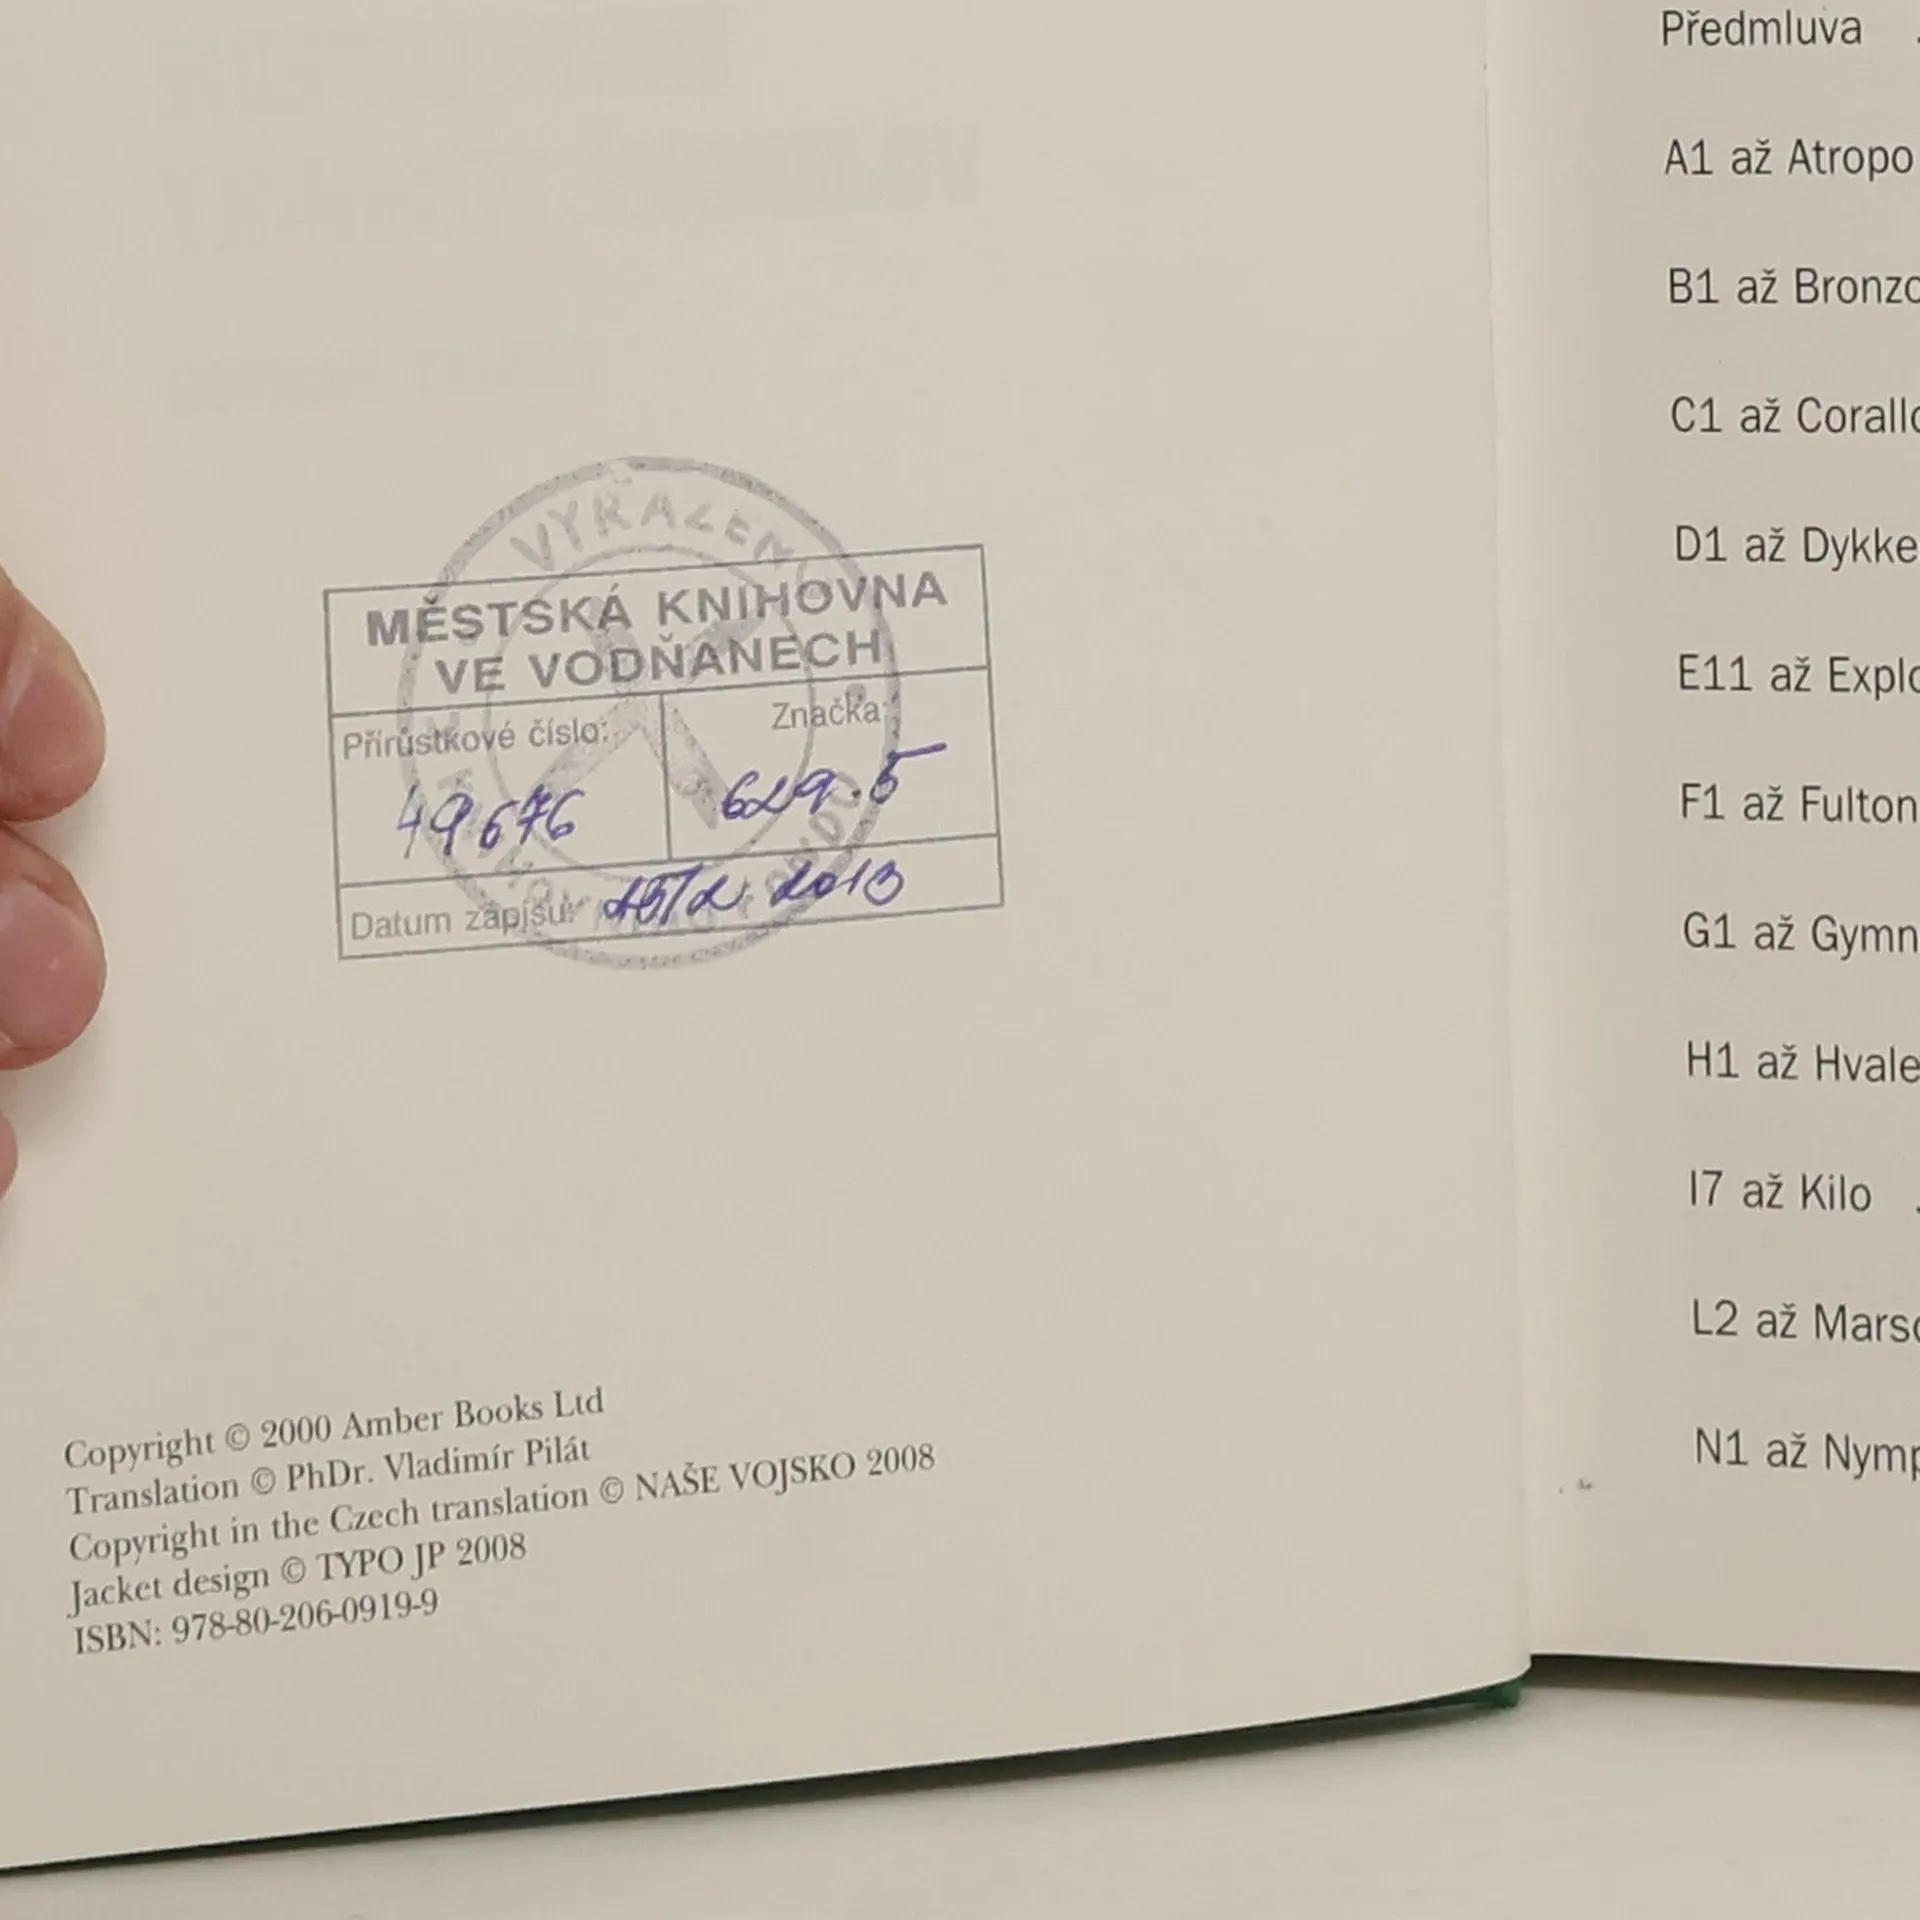 VYŘAZENO
MĚSTSKÁ KNIHOVNA
VE VODŇANECH
Přírůstkové číslo:
Značka:
49676
629.5
Datum zápisu: 15/2. 2013
Copyright © 2000 Amber Books Ltd
Translation © PhDr. Vladimír Pilát
Copyright in the Czech translation © NAŠE VOJSKO 2008
Jacket design © TYPO JP 2008
ISBN: 978-80-206-0919-9
Předmluva .
A1 až Atropo
B1 až Bronzo
C1 až Corallo
D1 až Dykke
E11 až Explo
F1 až Fulton
G1 až Gymn
H1 až Hvale
I7 až Kilo .
L2 až Marso
N1 až Nymp